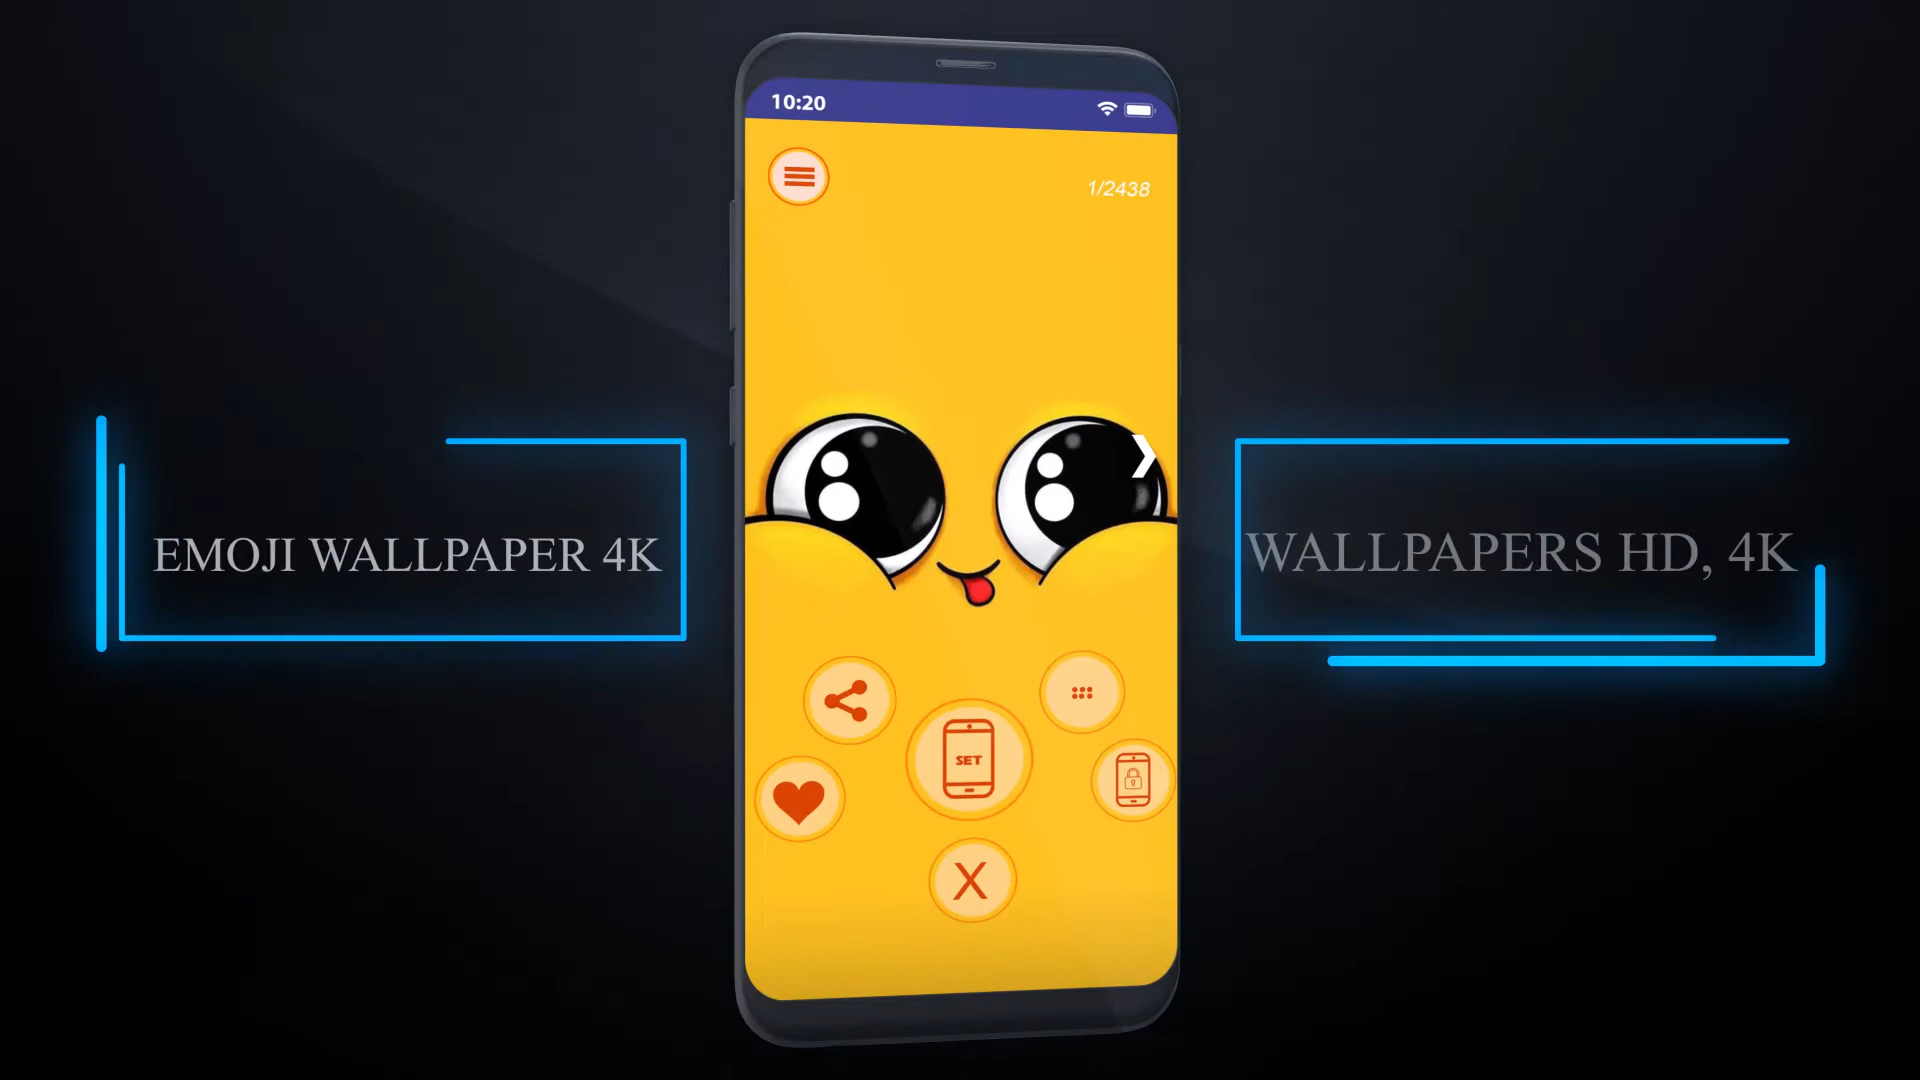 10:20
1/2438
EMOJI WALLPAPER 4K
WALLPAPERS HD, 4K
SET
X